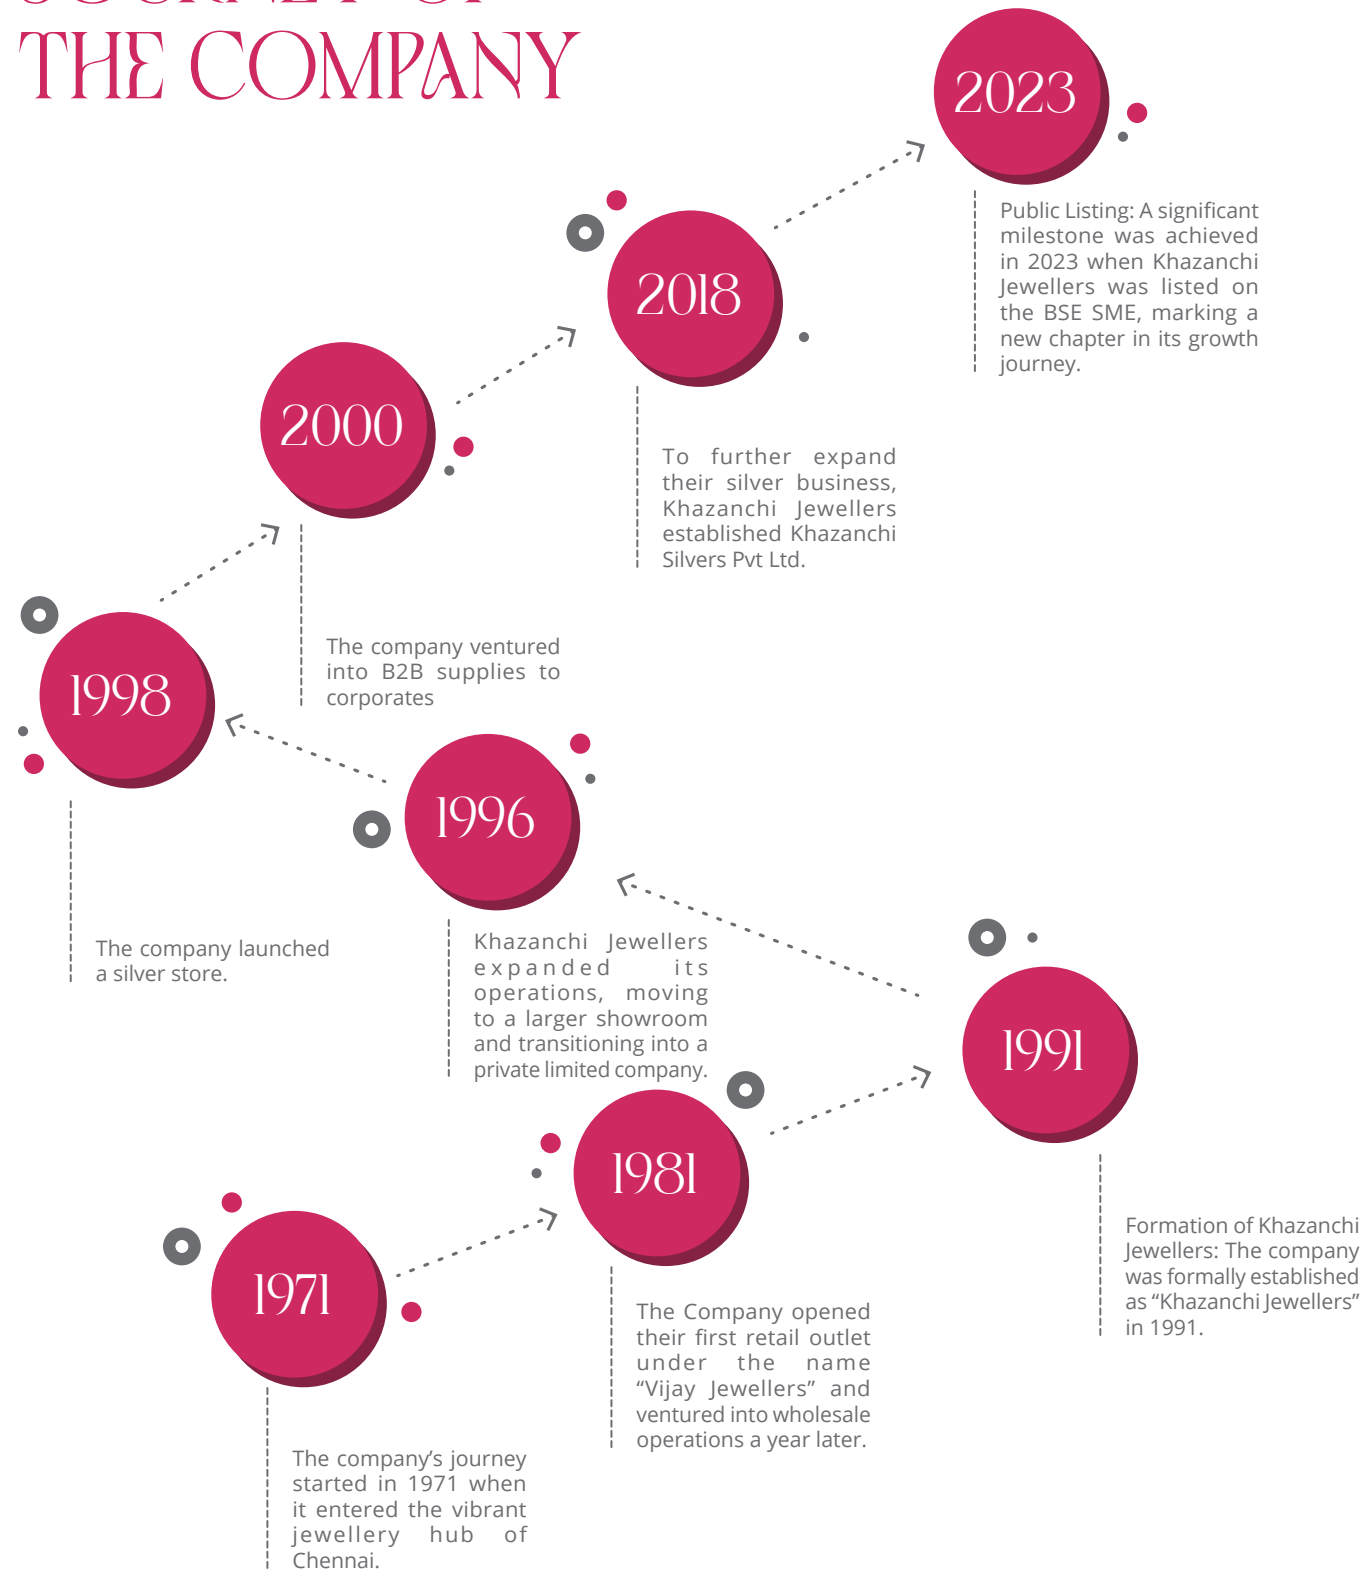 JOURNEY OF
THE COMPANY
2023
Public Listing: A significant
milestone was achieved
in 2023 when Khazanchi
Jewellers was listed on
the BSE SME, marking a
new chapter in its growth
journey.
2018
To further expand
their silver business,
Khazanchi Jewellers
established Khazanchi
Silvers Pvt Ltd.
2000
The company ventured
into B2B supplies to
corporates
1998
The company launched
a silver store.
1996
Khazanchi Jewellers
expanded its
operations, moving
to a larger showroom
and transitioning into a
private limited company.
1991
Formation of Khazanchi
Jewellers: The company
was formally established
as “Khazanchi Jewellers”
in 1991.
1981
The Company opened
their first retail outlet
under the name
“Vijay Jewellers” and
ventured into wholesale
operations a year later.
1971
The company’s journey
started in 1971 when
it entered the vibrant
jewellery hub of
Chennai.